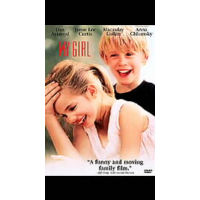 Dan Aykroyd Jamie Lee Curtis Macaulay Culkin Anna Chlumsky
MY GIRL
"A funny and moving family film."
DVD